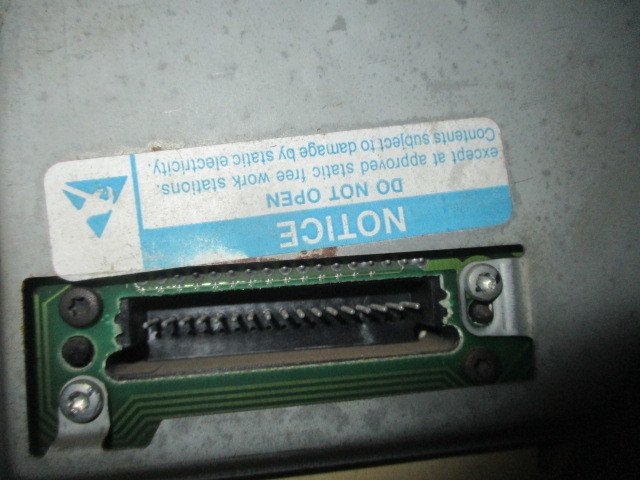 NOTICE
DO NOT OPEN
except at approved static free work stations.
Contents subject to damage by static electricity.